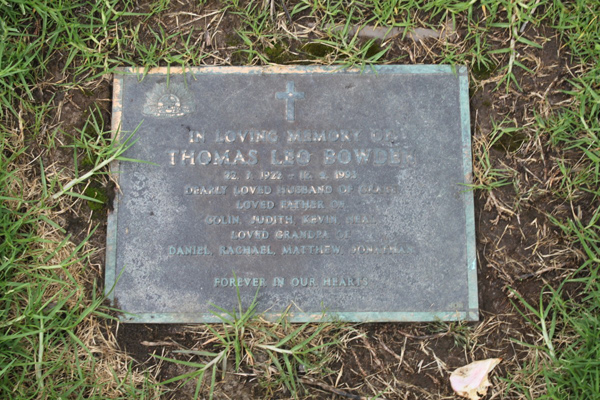 IN LOVING MEMORY OF
THOMAS LEO BOWDEN
DEARLY LOVED HUSBAND OF
LOVED FATHER OF
COLIN, JUDITH, KEVIN
LOVED GRANDPA OF
DANIEL, RACHAEL, MATTHEW, JONATHAN
FOREVER IN OUR HEARTS